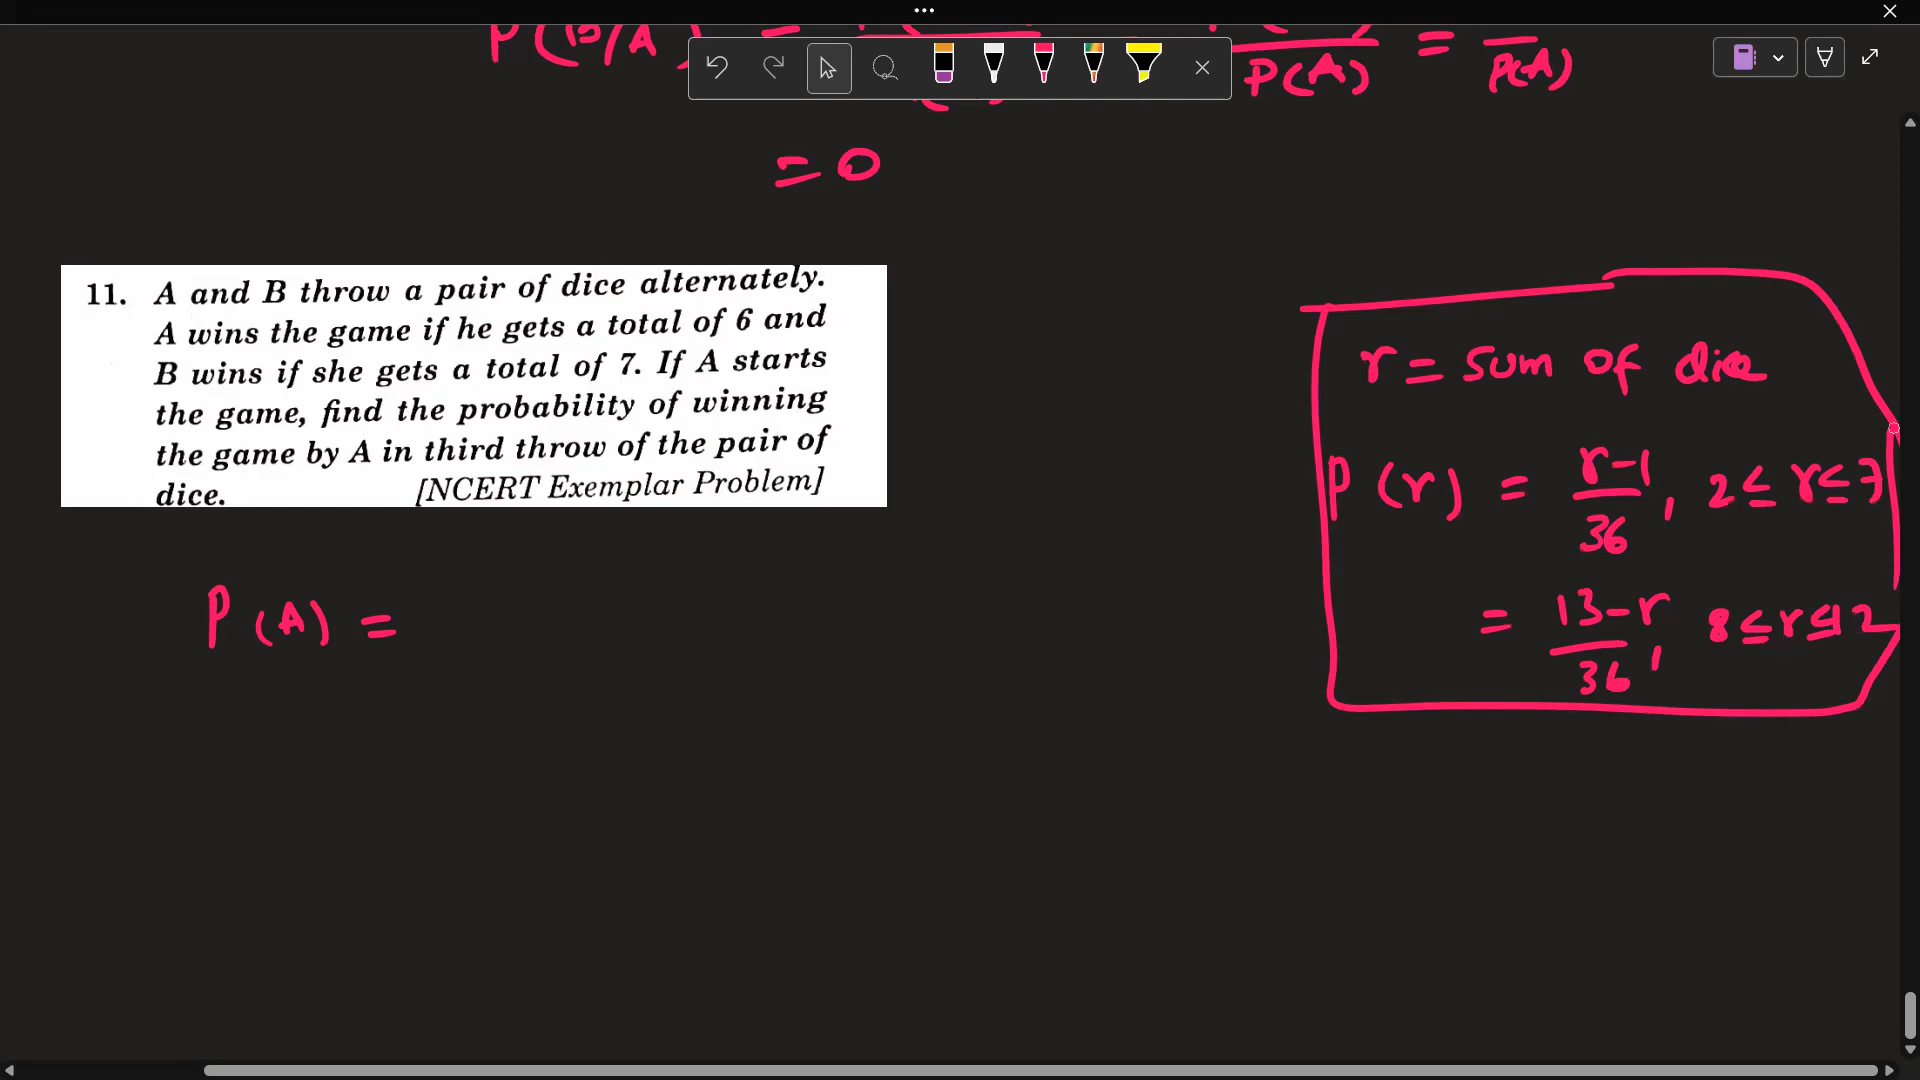 P(B/A) =
P(A) = P(A)
= 0
11. A and B throw a pair of dice alternately.
A wins the game if he gets a total of 6 and
B wins if she gets a total of 7. If A starts
the game, find the probability of winning
the game by A in third throw of the pair of
dice. [NCERT Exemplar Problem]
r = sum of dice
P(r) = r-1/36, 2≤r≤7
= 13-r/36, 8≤r≤12
P(A) =